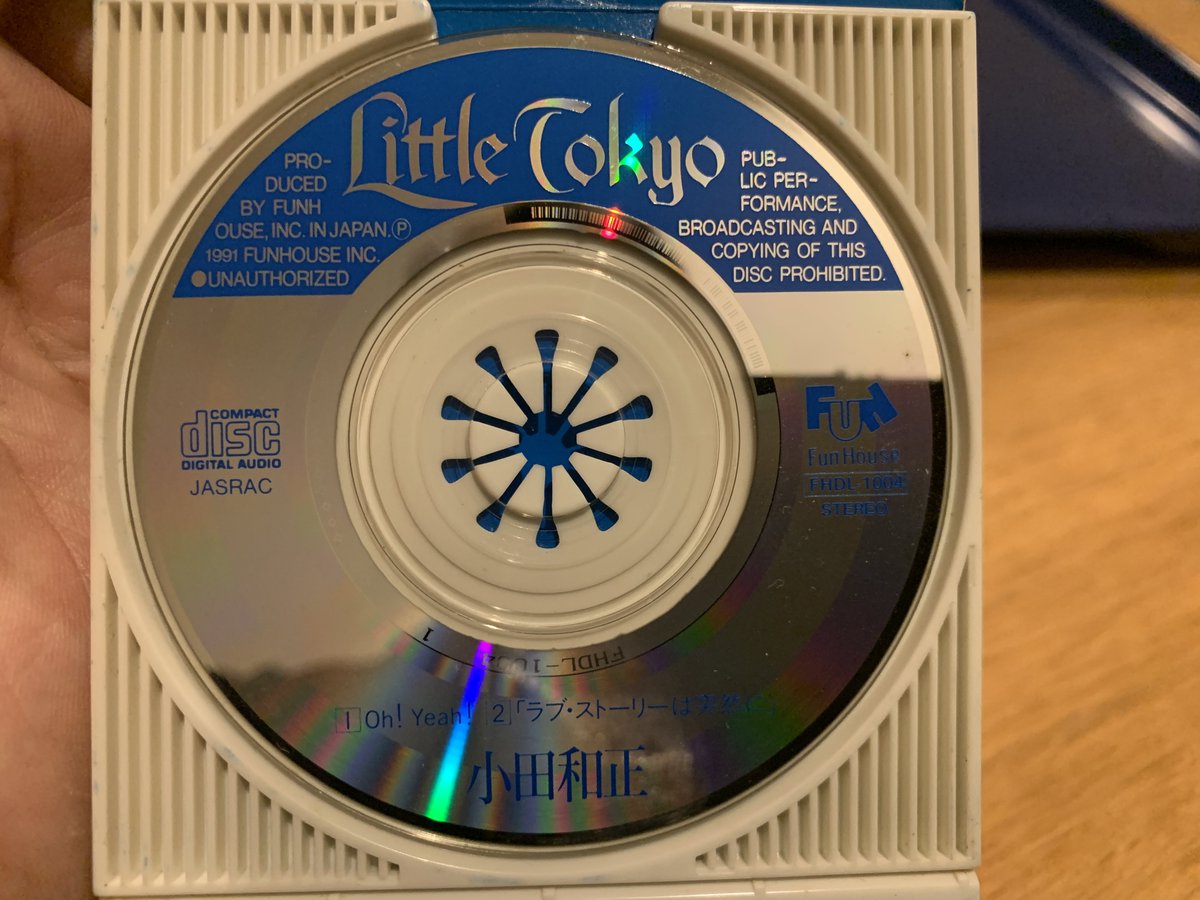 Little Tokyo
PRO-
DUCED
BY FUNH
OUSE, INC. IN JAPAN.Ⓟ
1991 FUNHOUSE INC.
●UNAUTHORIZED
PUB-
LIC PER-
FORMANCE,
BROADCASTING AND
COPYING OF THIS
DISC PROHIBITED.
COMPACT
disc
DIGITAL AUDIO
JASRAC
FUN
Fun House
FHDL-1004
STEREO
1
1 Oh! Yeah! 2「ラブ・ストーリーは突然に」
小田和正